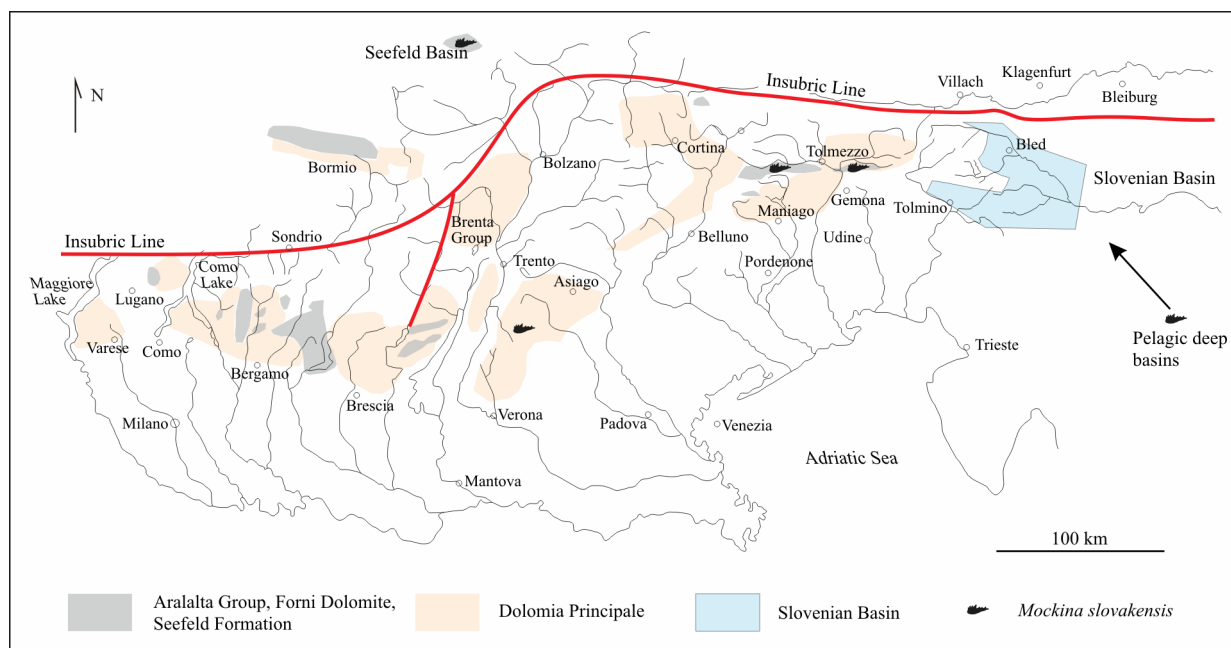 Seefeld Basin
N
Insubric Line
Villach
Klagenfurt
Bleiburg
Bormio
Bolzano
Cortina
Tolmezzo
Bled
Slovenian Basin
Brenta
Group
Maniago
Gemona
Tolmino
Insubric Line
Sondrio
Belluno
Udine
Maggiore
Lake
Lugano
Como
Lake
Trento
Asiago
Pordenone
Varese
Como
Bergamo
Brescia
Verona
Padova
Venezia
Trieste
Pelagic deep
basins
Milano
Mantova
Adriatic Sea
100 km
Aralalta Group, Forni Dolomite,
Seefeld Formation
Dolomia Principale
Slovenian Basin
Mockina slovakensis